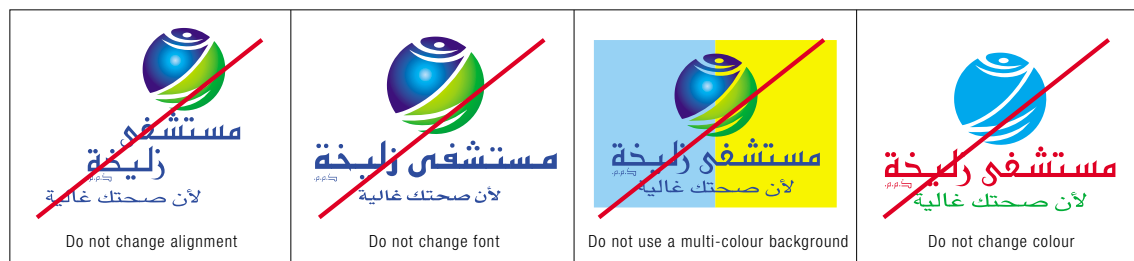 مستشفى
زليخة
ذ.م.م.
لأن صحتك غالية
Do not change alignment
مستشفى زليخة
ذ.م.م.
لأن صحتك غالية
Do not change font
مستشفى زليخة
ذ.م.م.
لأن صحتك غالية
Do not use a multi-colour background
مستشفى زليخة
ذ.م.م.
لأن صحتك غالية
Do not change colour